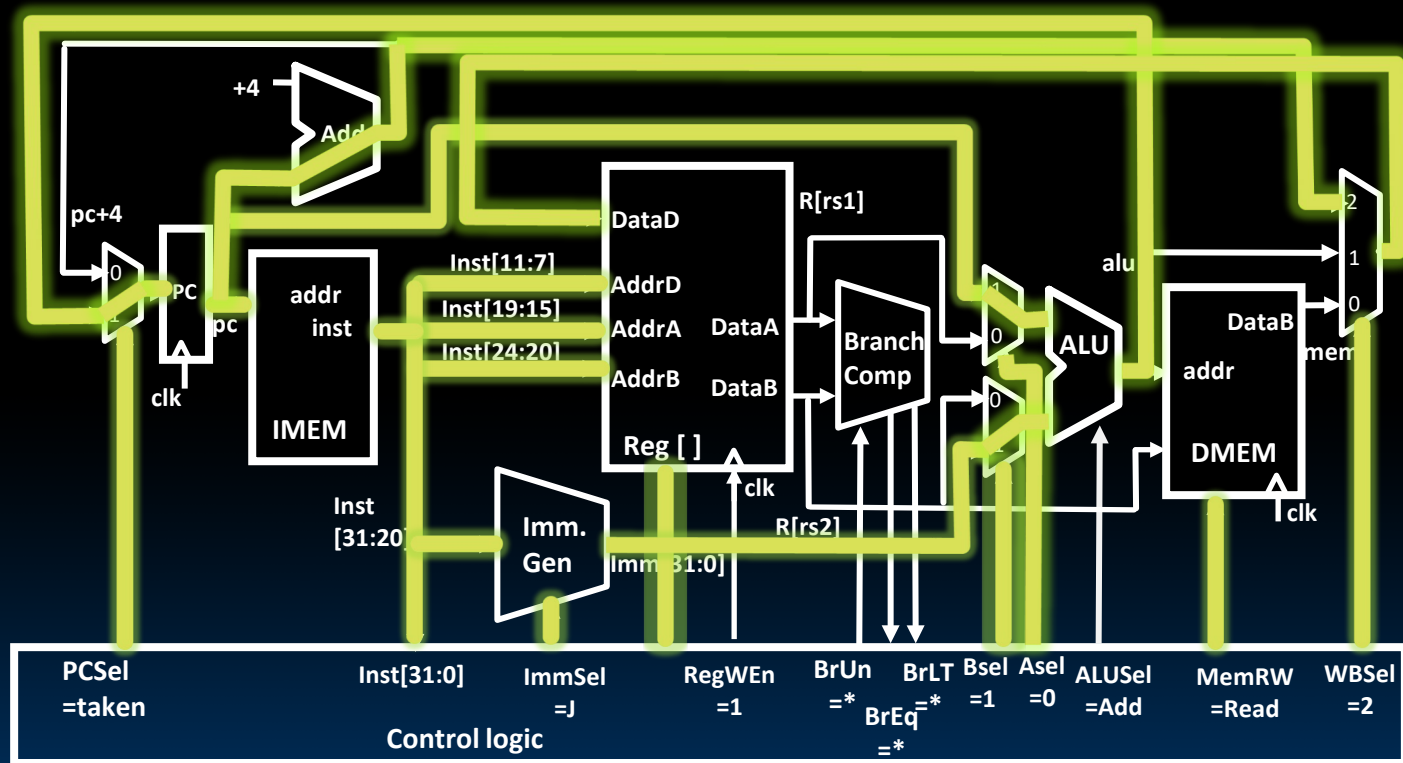 +4
Add
pc+4
0
1
PC
pc
clk
addr
inst
IMEM
Inst[11:7]
Inst[19:15]
Inst[24:20]
DataD
AddrD
AddrA
AddrB
DataA
DataB
Reg [ ]
clk
R[rs1]
R[rs2]
Branch
Comp
1
0
0
1
ALU
alu
addr
DataB
DMEM
clk
mem
2
1
0
Inst
[31:20]
Imm.
Gen
Imm[31:0]
PCSel
=taken
Inst[31:0]
ImmSel
=J
RegWEn
=1
BrUn
=*
BrEq
=*
BrLT
=*
Bsel
=1
Asel
=0
ALUSel
=Add
MemRW
=Read
WBSel
=2
Control logic